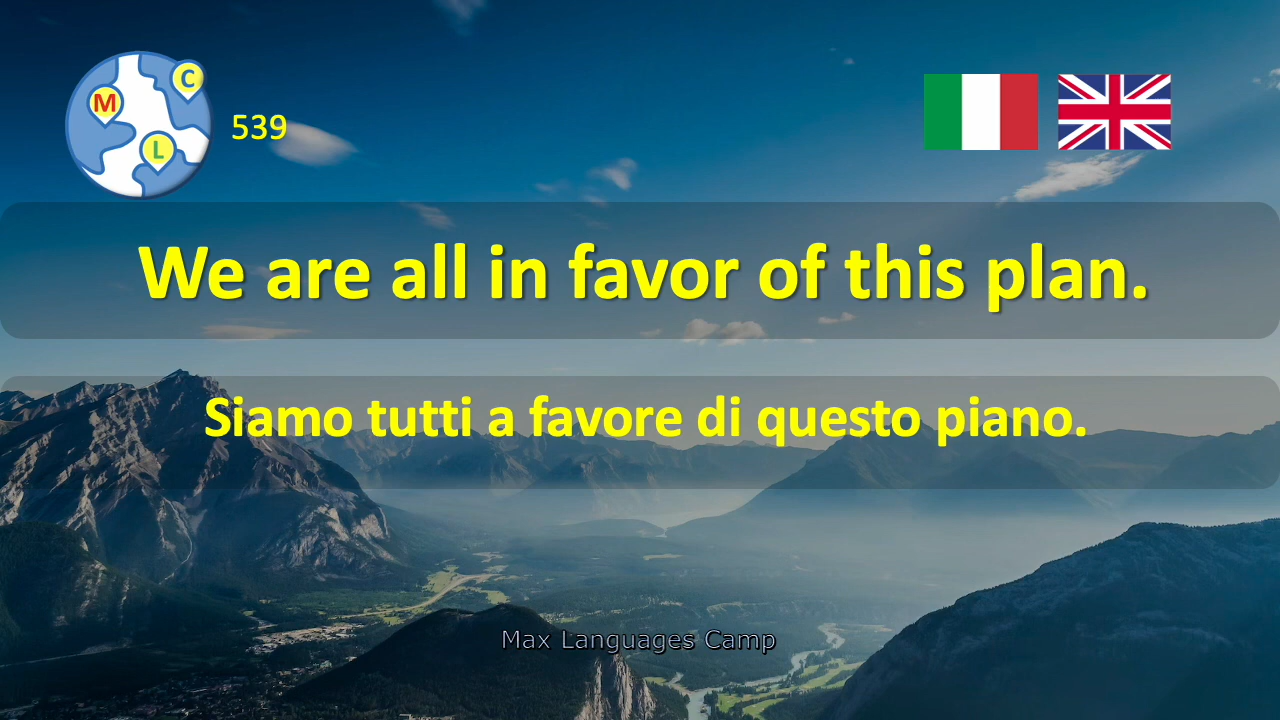 M
C
L
539
We are all in favor of this plan.
Siamo tutti a favore di questo piano.
Max Languages Camp